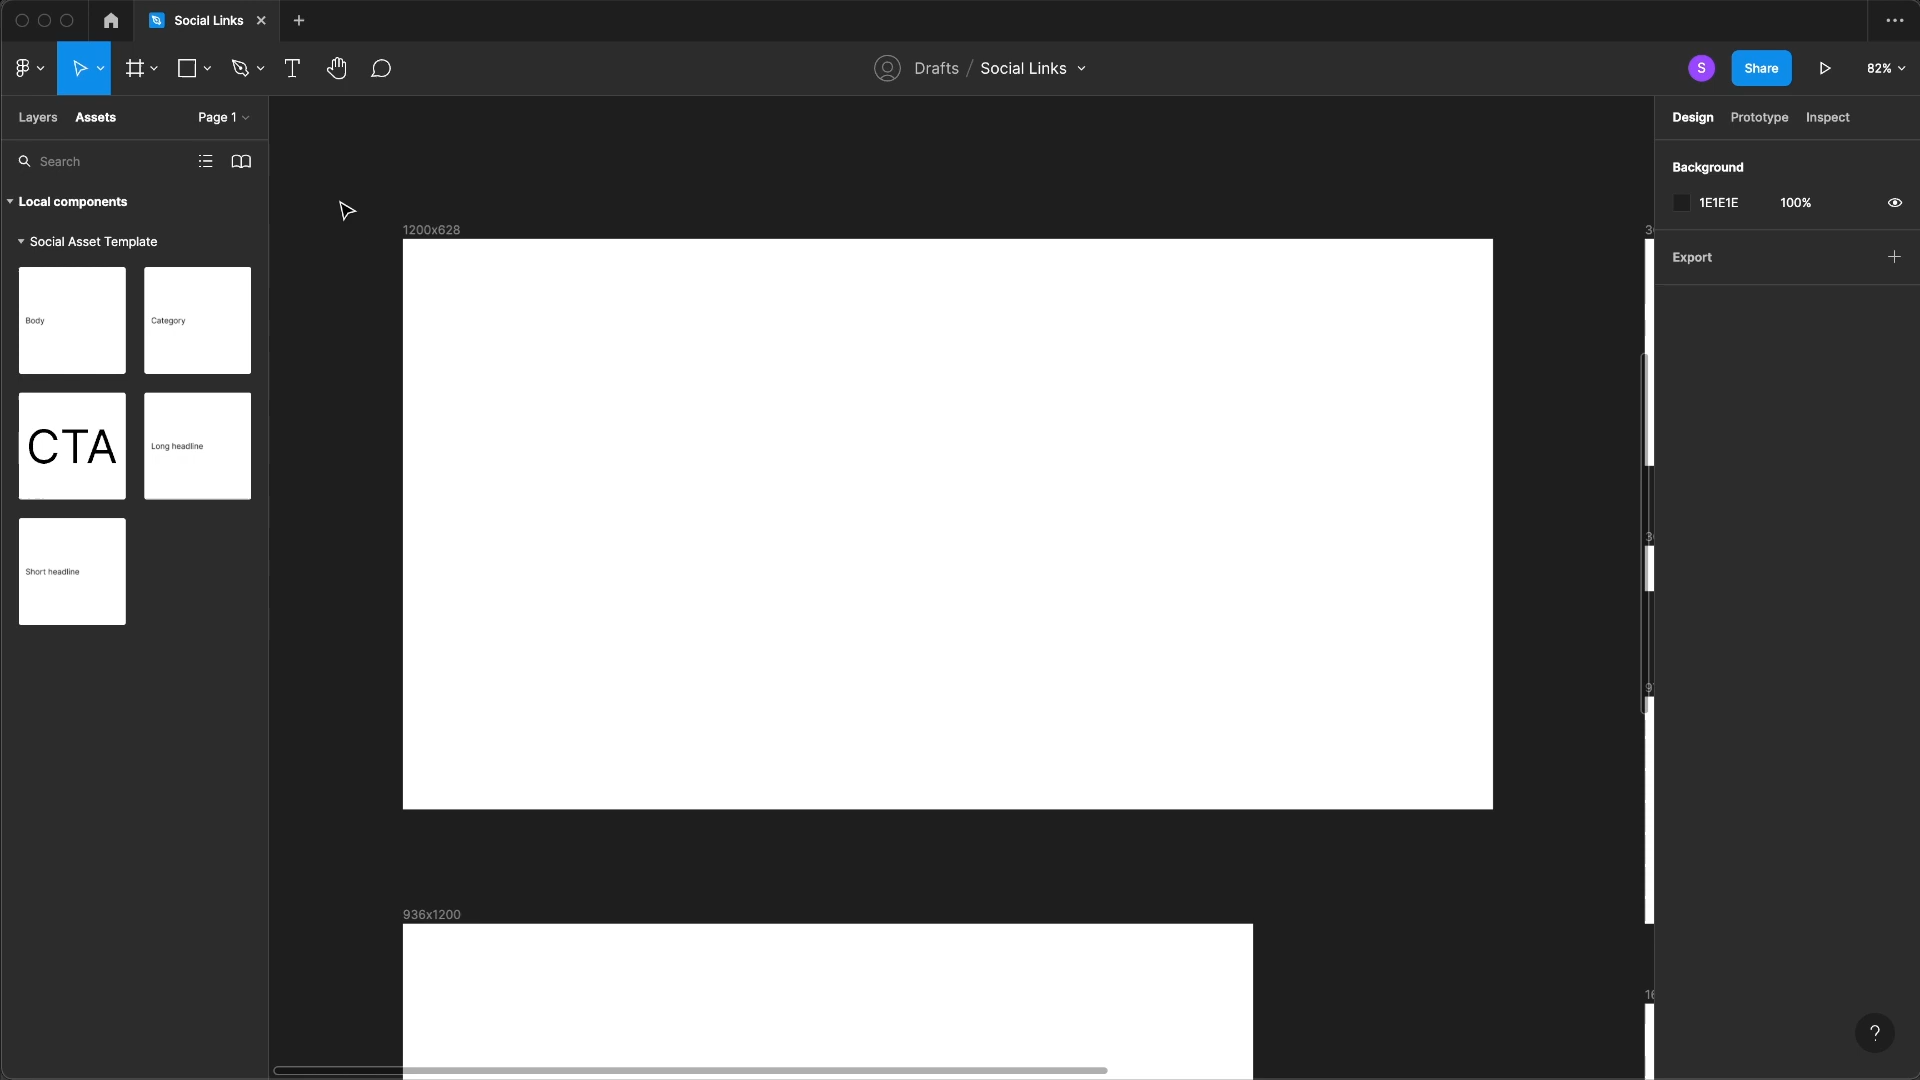 Social Links
Drafts / Social Links
S
Share
82%
Layers
Assets
Page 1
Design
Prototype
Inspect
Search
Background
Local components
1E1E1E
100%
1200x628
Social Asset Template
Export
Body
Category
CTA
Long headline
Short headline
936x1200
?